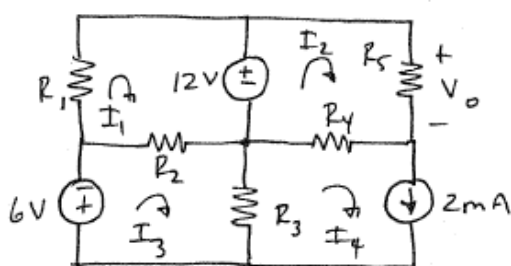 R1 I1 12V ± I2 R5 + Vo −
R2 R4
6V − + I3 R3 I4 2mA